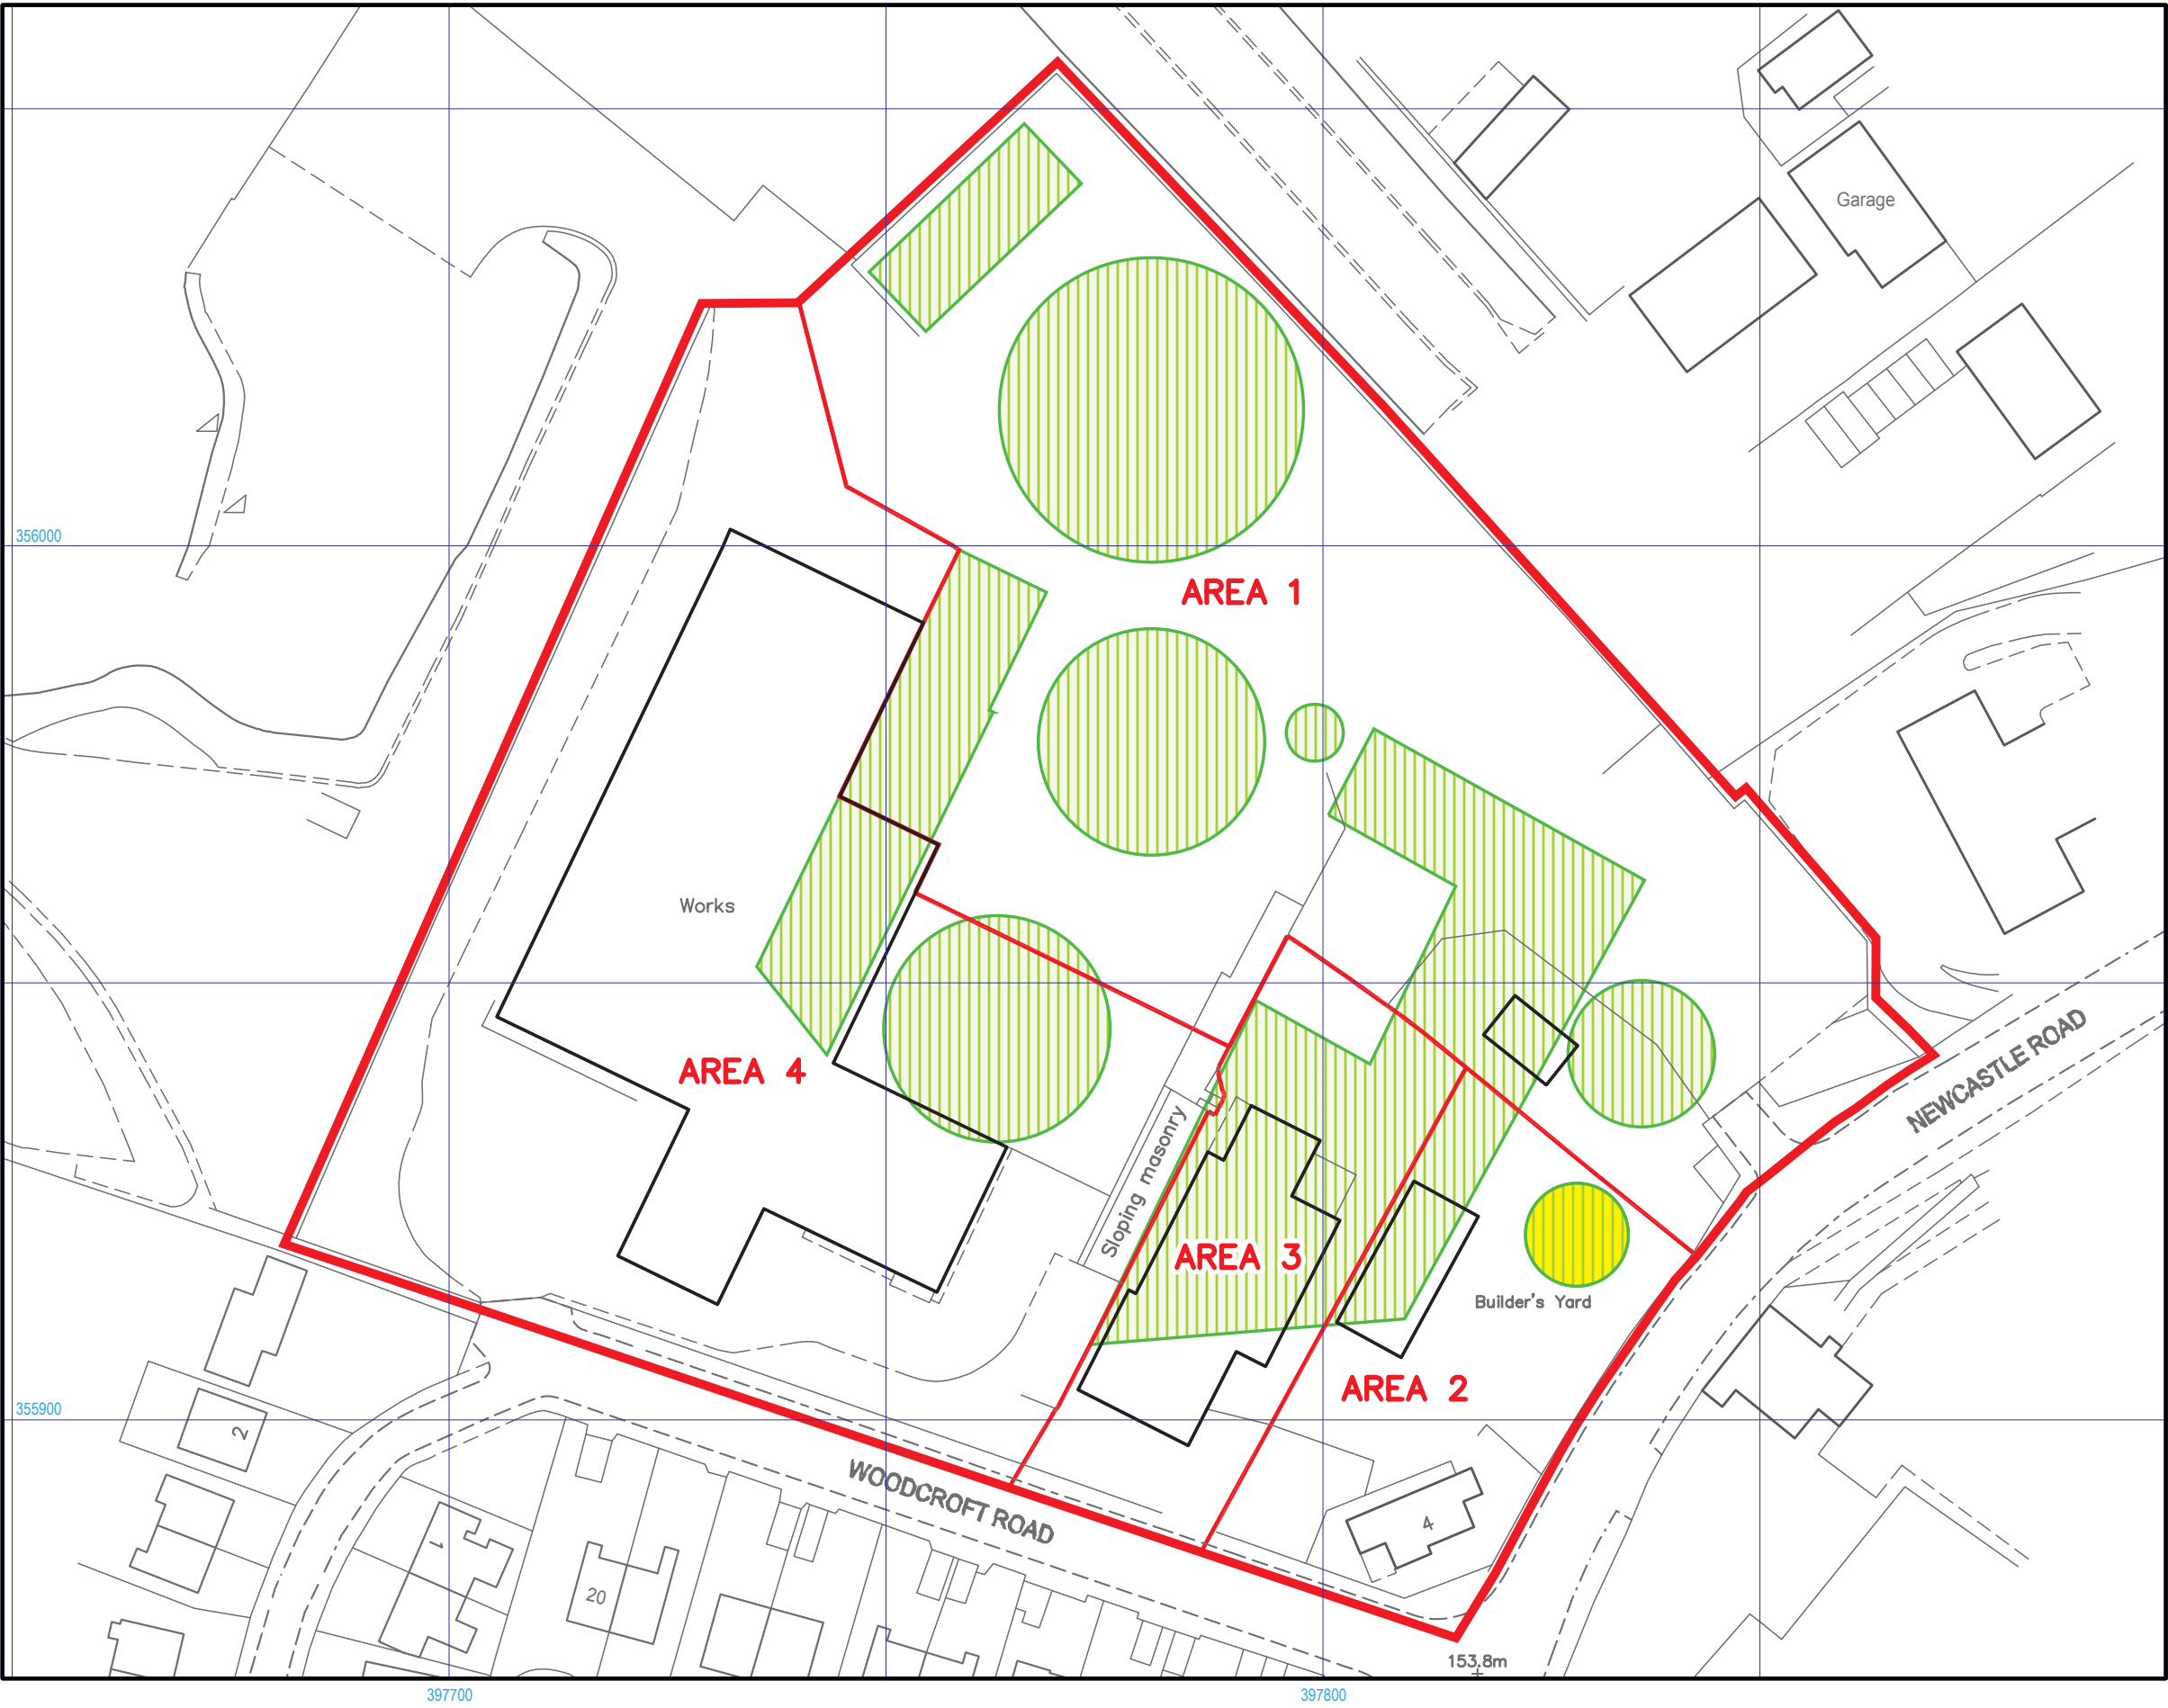 Garage
356000
AREA 1
Works
NEWCASTLE ROAD
AREA 4
Sloping masonry
AREA 3
Builder's Yard
AREA 2
355900
2
WOODCROFT ROAD
4
1
20
153.8m
397700
397800